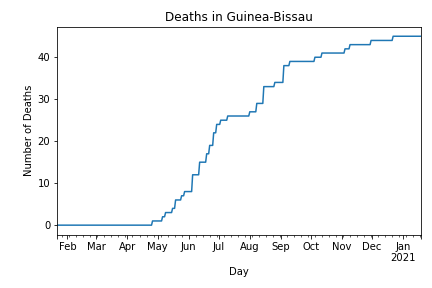 Deaths in Guinea-Bissau
Number of Deaths
40
30
20
10
0
Feb Mar Apr May Jun Jul Aug Sep Oct Nov Dec Jan
2021
Day